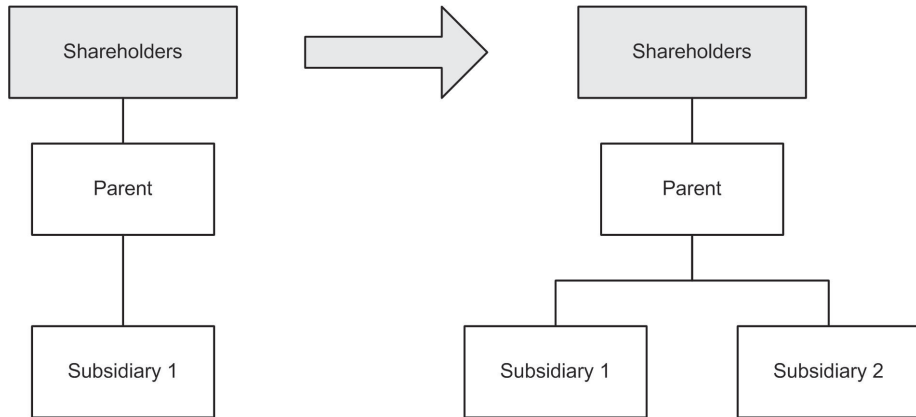 Shareholders
Shareholders
Parent
Parent
Subsidiary 1
Subsidiary 1
Subsidiary 2